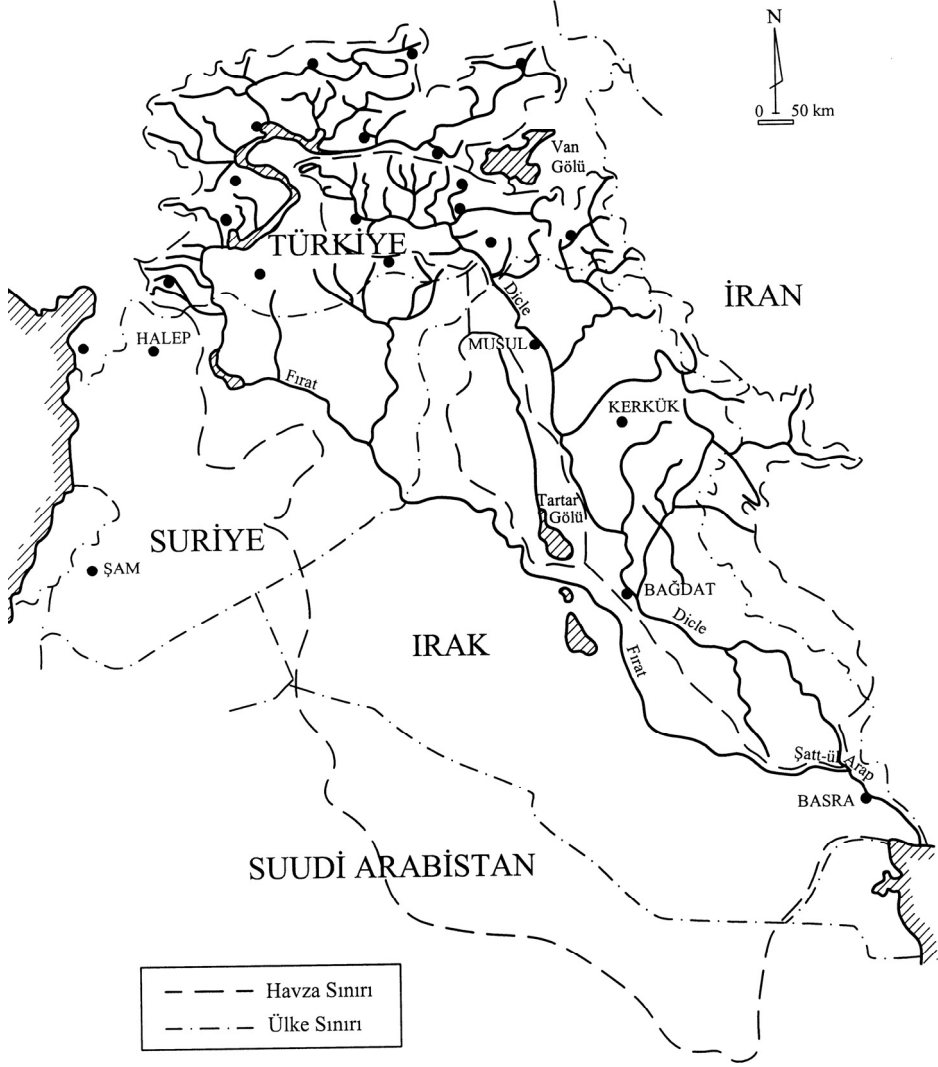 N
0 50 km
Van
Gölü
TÜRKİYE
İRAN
Dicle
HALEP
MUSUL
Fırat
KERKÜK
Tartar
Gölü
SURİYE
ŞAM
BAĞDAT
Dicle
IRAK
Fırat
Şatt-ül Arap
BASRA
SUUDİ ARABİSTAN
Havza Sınırı
Ülke Sınırı